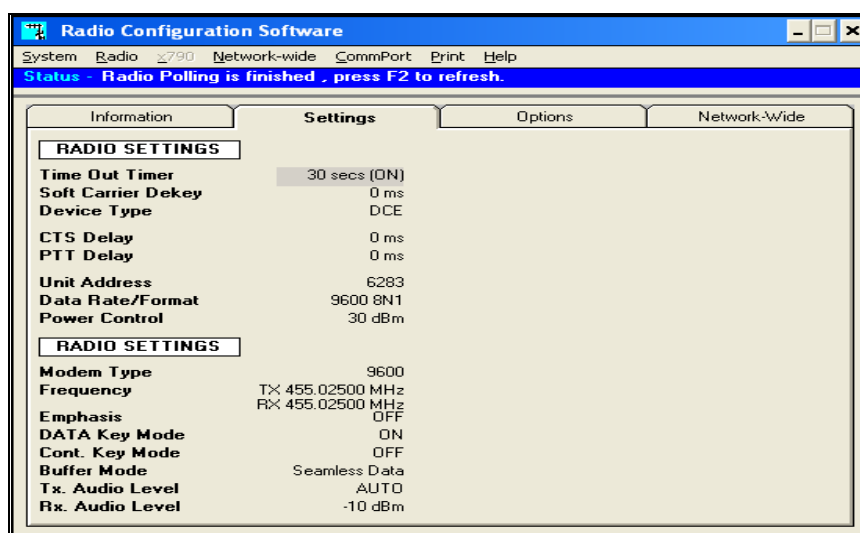 Radio Configuration Software
System Radio x790 Network-wide CommPort Print Help
Status - Radio Polling is finished , press F2 to refresh.
Information Settings Options Network-Wide
RADIO SETTINGS
Time Out Timer 30 secs (ON)
Soft Carrier Dekey 0 ms
Device Type DCE
CTS Delay 0 ms
PTT Delay 0 ms
Unit Address 6283
Data Rate/Format 9600 8N1
Power Control 30 dBm
RADIO SETTINGS
Modem Type 9600
Frequency TX 455.02500 MHz
RX 455.02500 MHz
Emphasis OFF
DATA Key Mode ON
Cont. Key Mode OFF
Buffer Mode Seamless Data
Tx. Audio Level AUTO
Rx. Audio Level -10 dBm